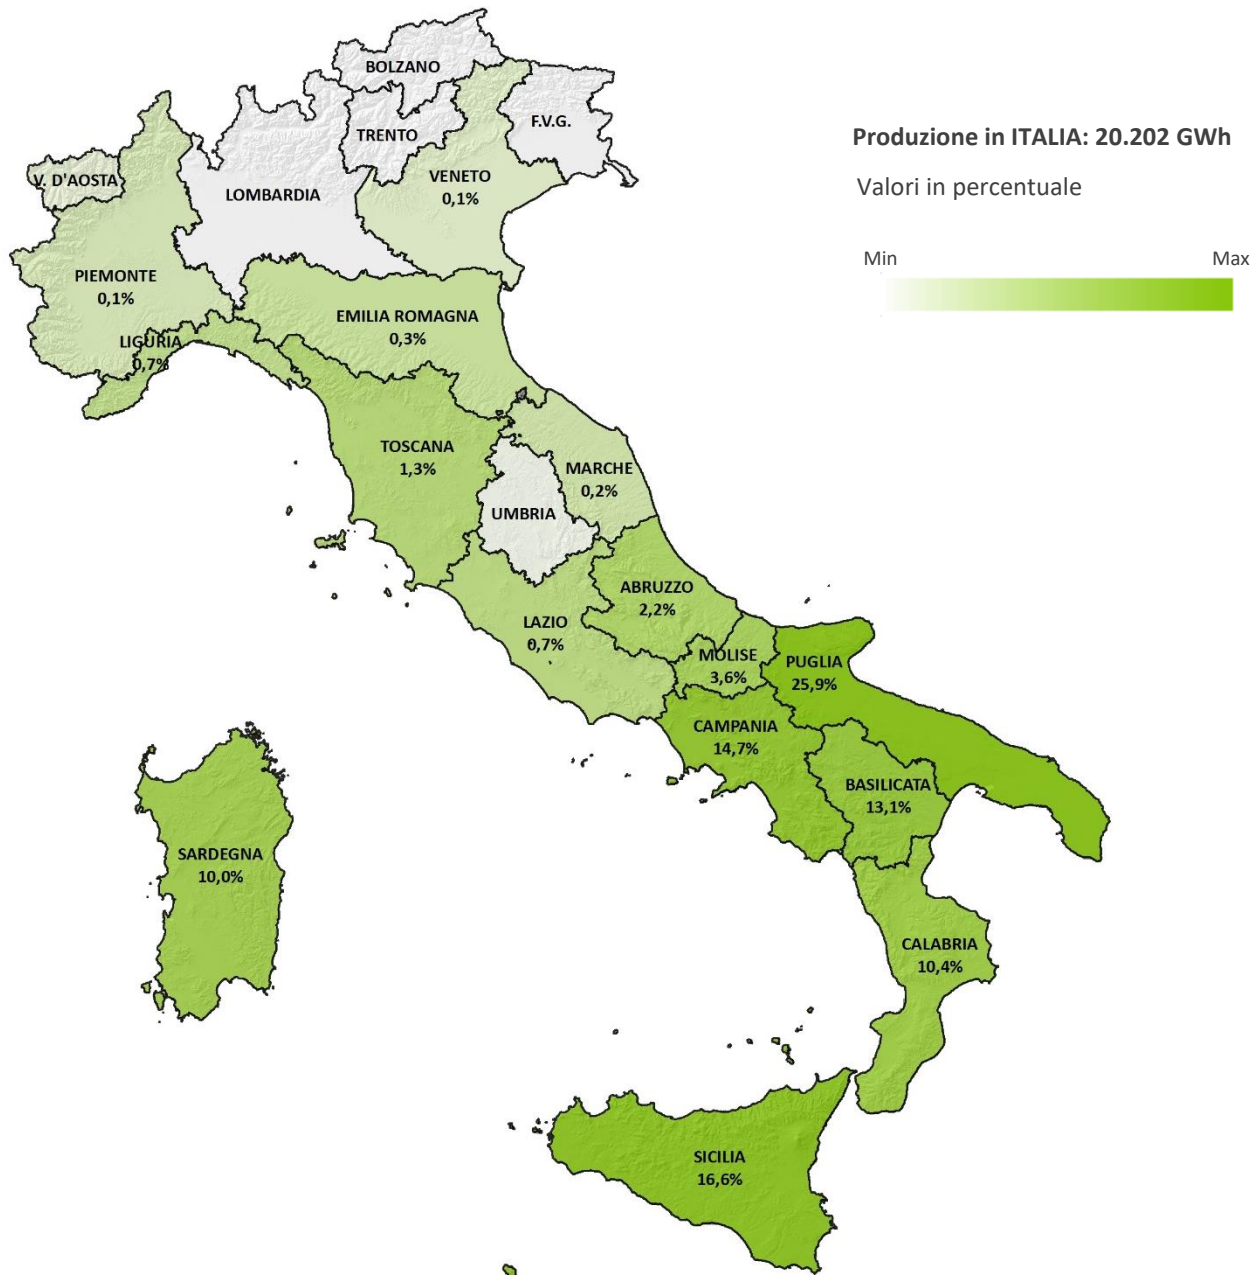 BOLZANO
TRENTO
F.V.G.
Produzione in ITALIA: 20.202 GWh
Valori in percentuale
Min
Max
V. D'AOSTA
LOMBARDIA
VENETO
0,1%
PIEMONTE
0,1%
EMILIA ROMAGNA
0,3%
LIGURIA
0,7%
TOSCANA
1,3%
MARCHE
0,2%
UMBRIA
ABRUZZO
2,2%
LAZIO
0,7%
MOLISE
3,6%
PUGLIA
25,9%
CAMPANIA
14,7%
BASILICATA
13,1%
SARDEGNA
10,0%
CALABRIA
10,4%
SICILIA
16,6%